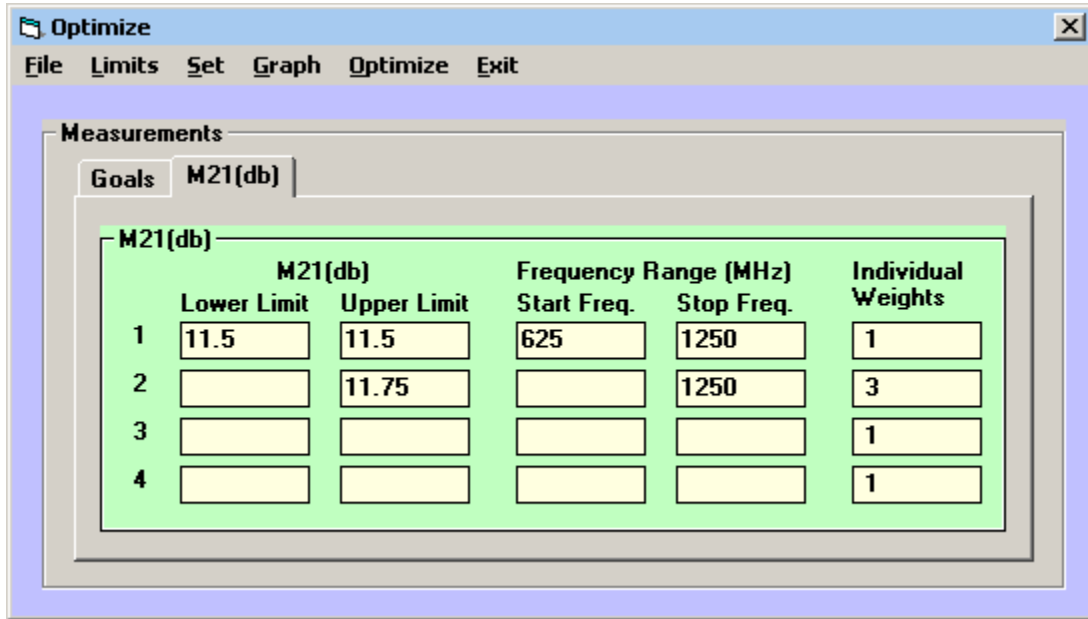 Optimize
File Limits Set Graph Optimize Exit
Measurements
Goals M21(db)
M21(db)
M21(db) Frequency Range (MHz) Individual
Lower Limit Upper Limit Start Freq. Stop Freq. Weights
1 11.5 11.5 625 1250 1
2 11.75 1250 3
3 1
4 1